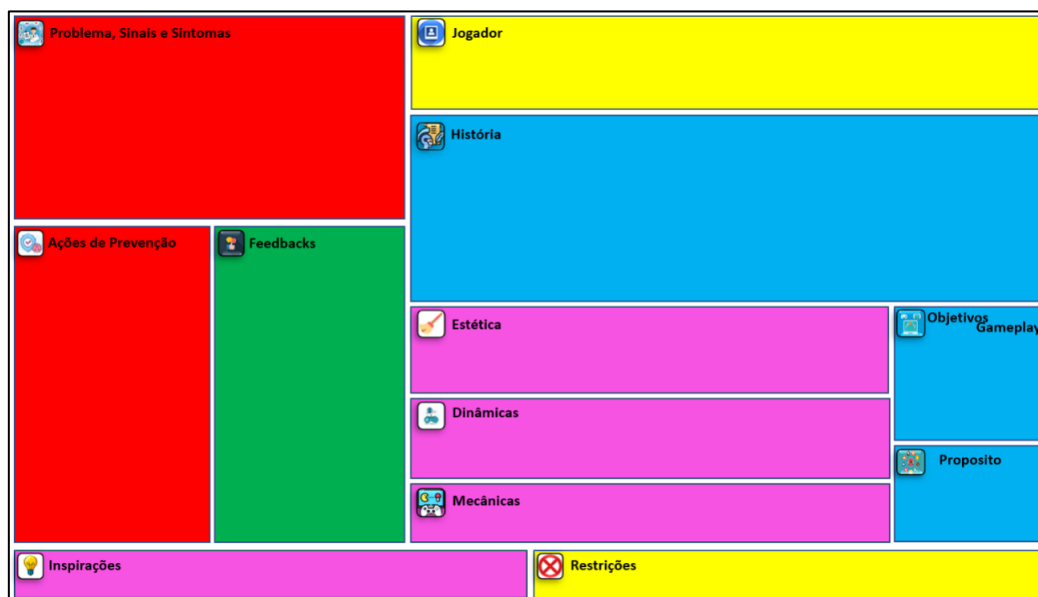 Problema, Sinais e Sintomas
Jogador
História
Ações de Prevenção
Feedbacks
Estética
Objetivos
Gameplay
Dinâmicas
Proposito
Mecânicas
Inspirações
Restrições